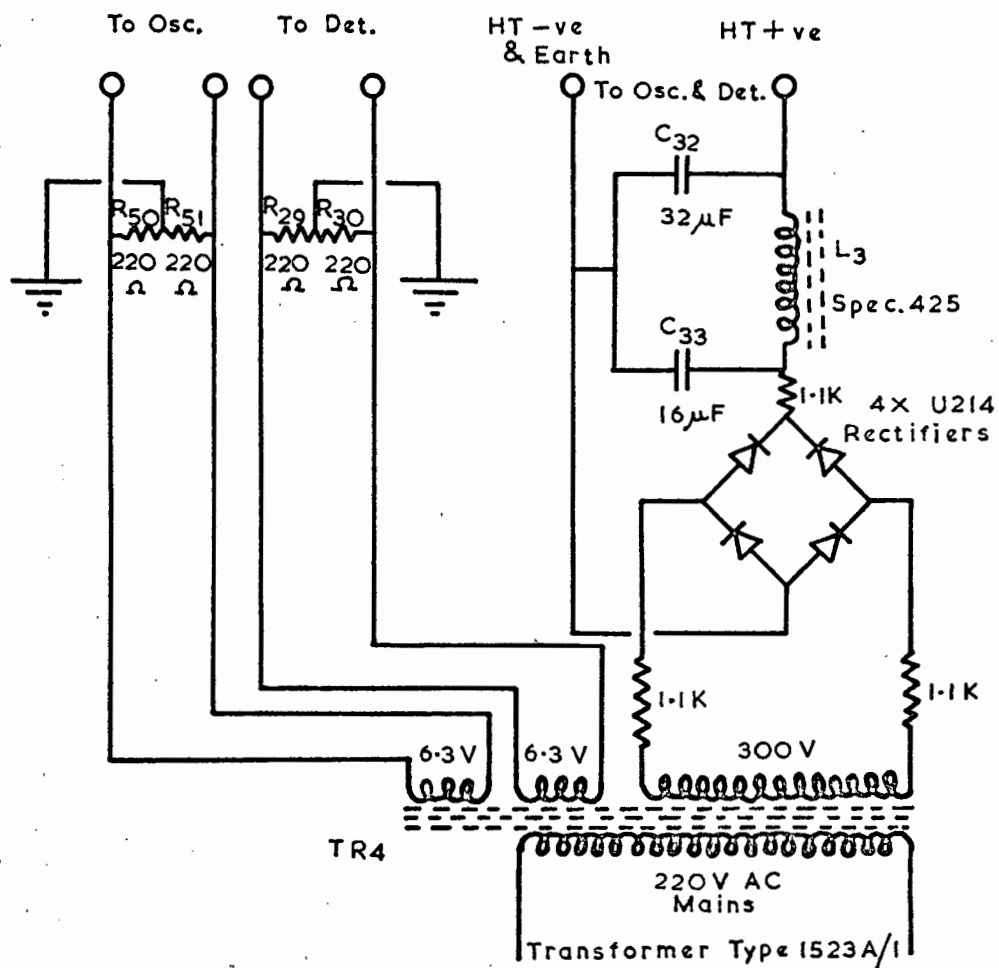 To Osc.
To Det.
HT -ve
& Earth
HT +ve
To Osc.& Det.
C32
32µF
R50 R51
220 220
Ω Ω
R29 R30
220 220
Ω Ω
L3
Spec.425
C33
16µF
1·1K
4× U214
Rectifiers
1·1K
1·1K
6·3V
6·3V
300V
TR4
220V AC
Mains
Transformer Type 1523A/1